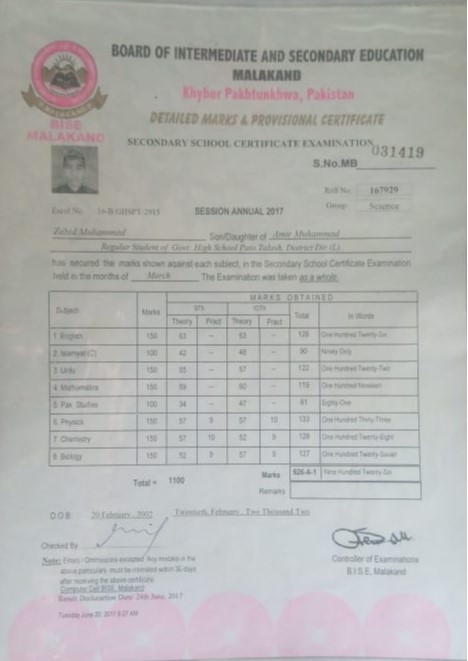 BOARD OF INTERMEDIATE AND SECONDARY EDUCATION
MALAKAND
Khyber Pakhtunkhwa, Pakistan
DETAILED MARKS & PROVISIONAL CERTIFICATE
BISE
MALAKAND
SECONDARY SCHOOL CERTIFICATE EXAMINATION
S.No.MB 031419
Roll No. 167929
Enrol No. 16-B/GHSPT/2015 SESSION ANNUAL 2017 Group Science
Zahid Muhammad Son/Daughter of Amir Muhammad
Regular Student of Govt. High School Pato Talash, District Dir (L)
has secured the marks shown against each subject, in the Secondary School Certificate Examination
held in the months of March The Examination was taken as a whole.
Subject Marks MARKS OBTAINED
9TH 10TH Total In Words
Theory Pract Theory Pract
1 English 150 63 -- 63 -- 126 One Hundred Twenty-Six
2. Islamyat (C) 100 42 -- 48 -- 90 Ninety Only
3 Urdu 150 65 -- 57 -- 122 One Hundred Twenty-Two
4. Mathematics 150 59 -- 60 -- 119 One Hundred Nineteen
5. Pak Studies 100 34 -- 47 -- 81 Eighty-One
6. Physics 150 57 9 57 10 133 One Hundred Thirty-Three
7. Chemistry 150 57 10 52 9 128 One Hundred Twenty-Eight
8. Biology 150 52 9 57 9 127 One Hundred Twenty-Seven
Total = 1100 Marks 926-A-1 Nine Hundred Twenty-Six
Remarks
D.O.B. 20 February, 2002 Twentieth, February, Two Thousand Two
Checked By
Controller of Examinations
B.I.S.E, Malakand
Note: Errors / Ommissions excepted. Any mistake in the
above particulars must be intimated within 30-days
after receiving the above certificate.
Computer Cell BISE, Malakand
Result Declaration Date: 24th June, 2017
Tuesday June 20, 2017 8:27 AM